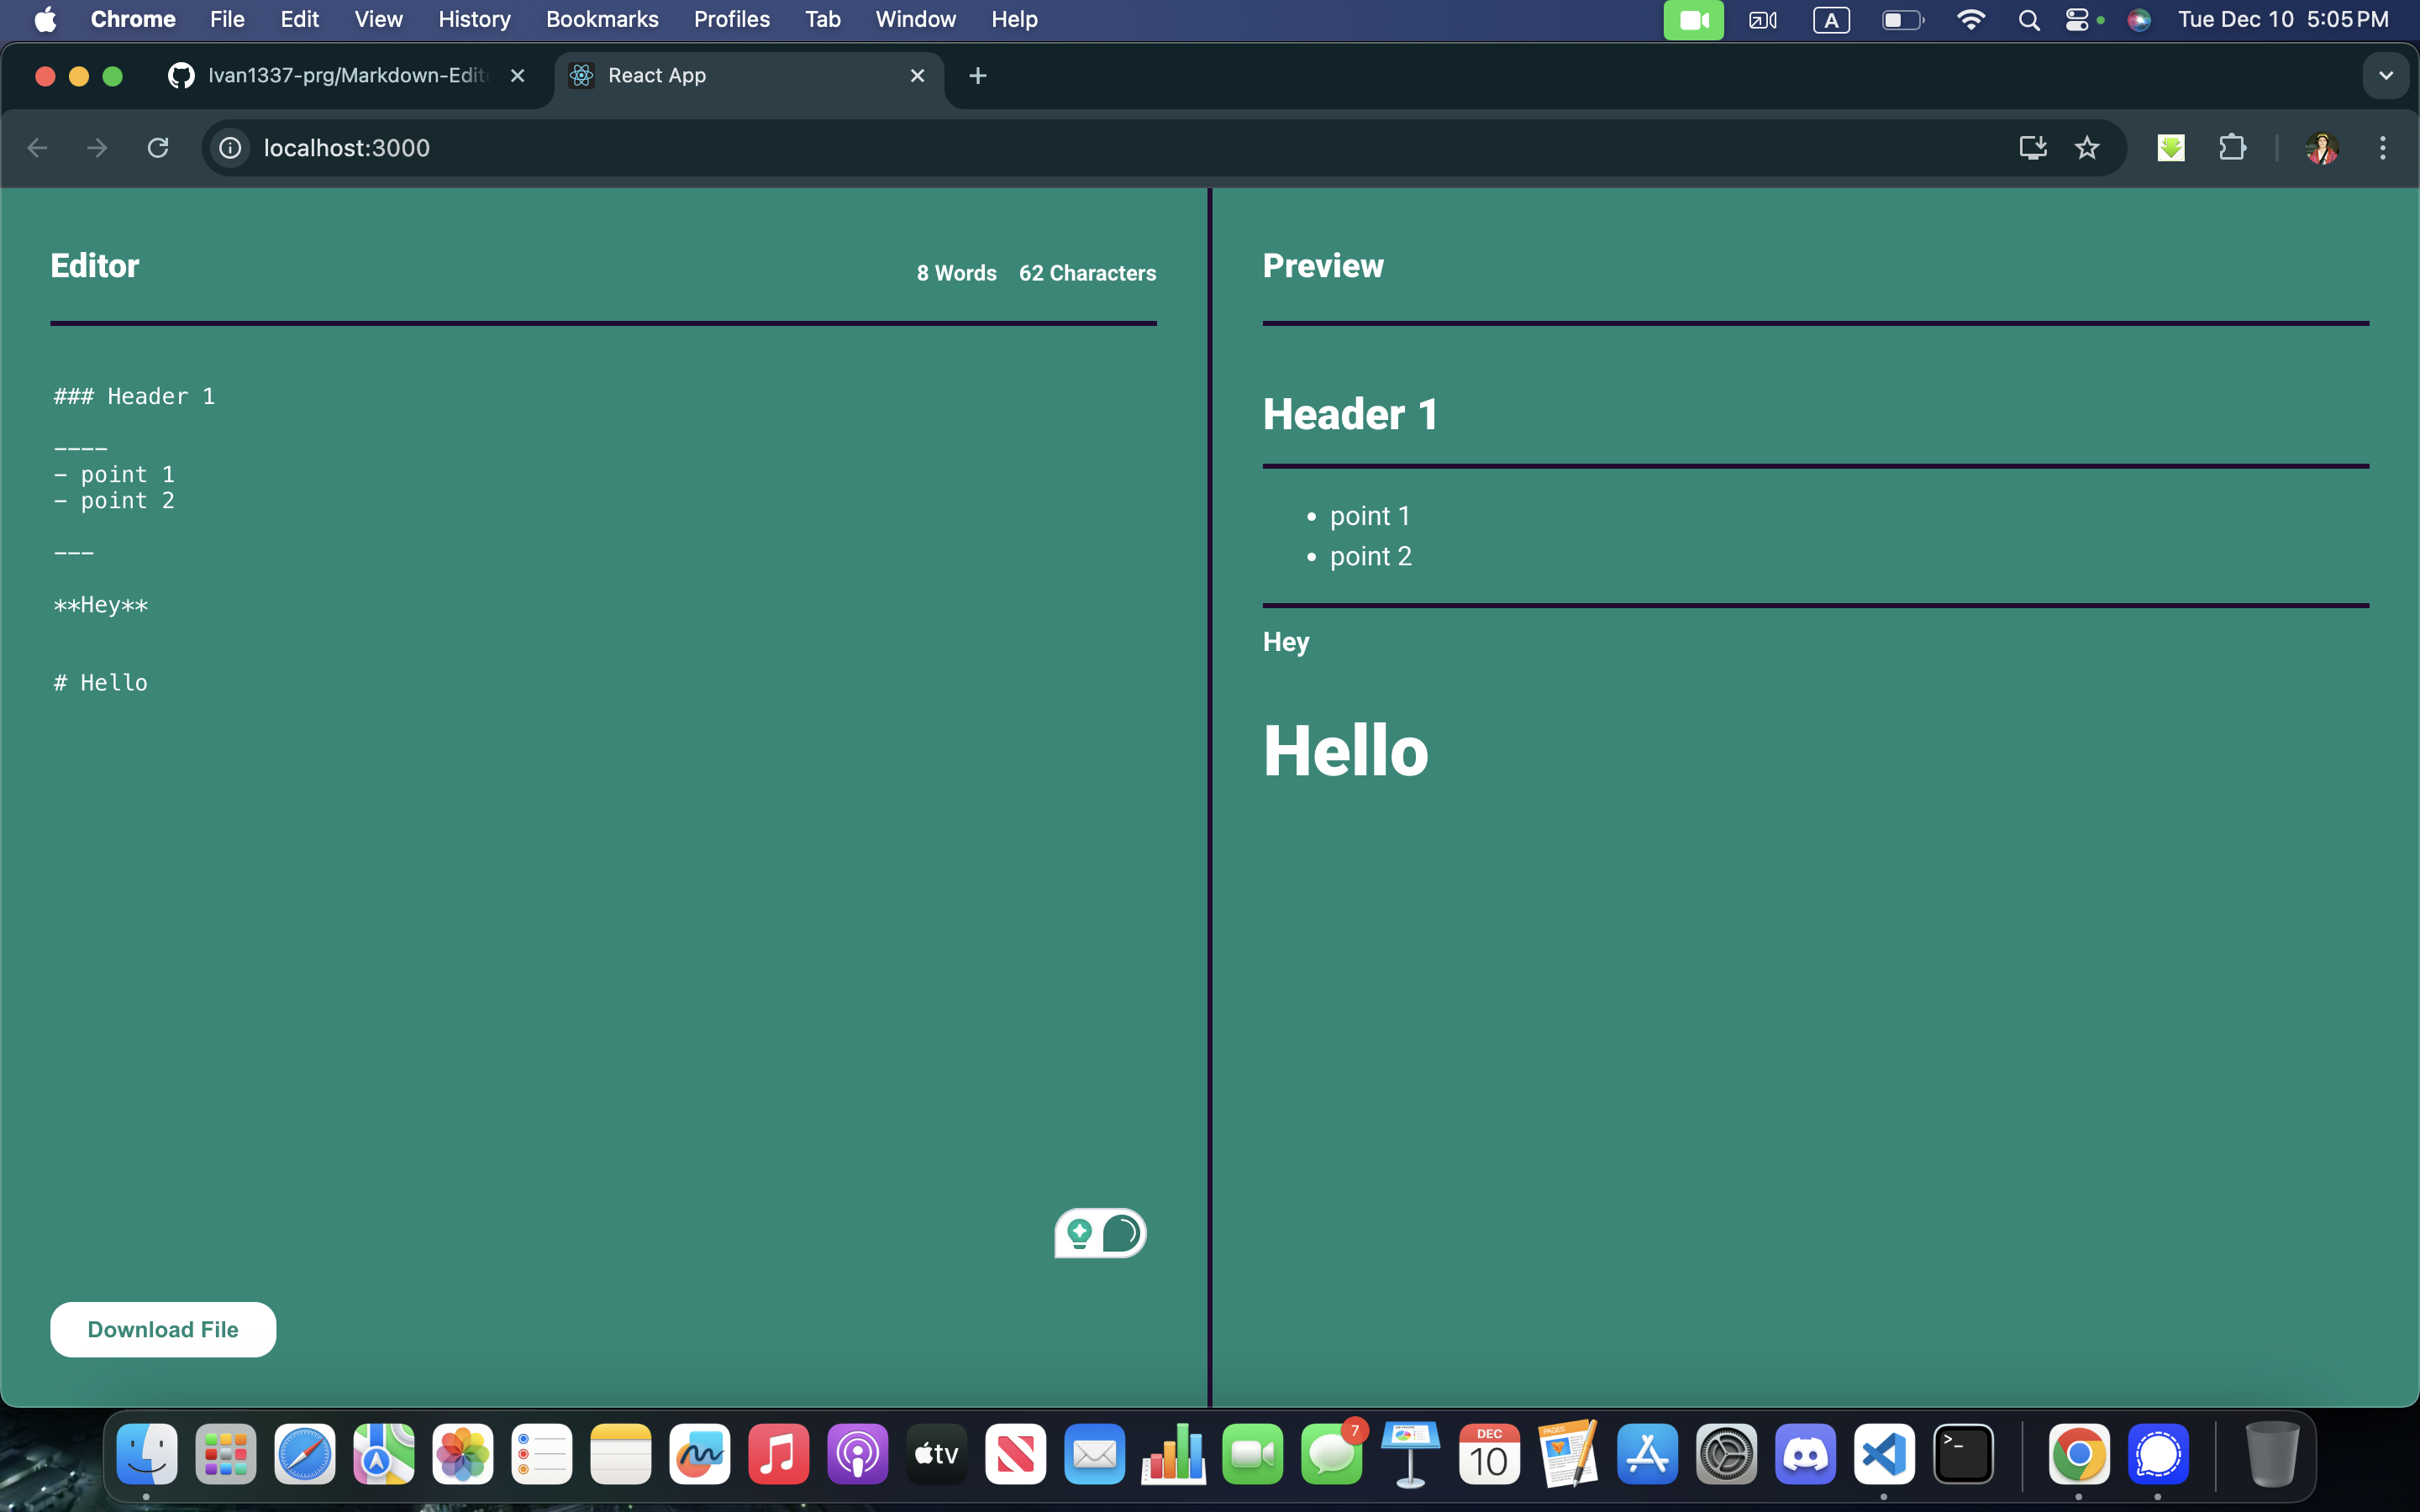 Chrome File Edit View History Bookmarks Profiles Tab Window Help A Tue Dec 10 5:05 PM
Ivan1337-prg/Markdown-Edit React App
localhost:3000
Editor
8 Words 62 Characters
### Header 1
----
- point 1
- point 2
---
**Hey**
# Hello
Download File
Preview
Header 1
• point 1
• point 2
Hey
Hello
tv
7
DEC
10
PAGES
>_